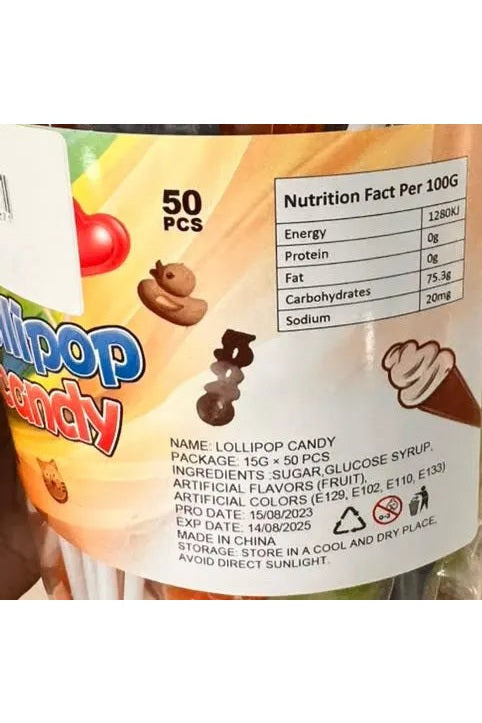 50
PCS
Nutrition Fact Per 100G
Energy 1280KJ
Protein 0g
Fat 0g
Carbohydrates 75.3g
Sodium 20mg
llipop
candy
NAME: LOLLIPOP CANDY
PACKAGE: 15G × 50 PCS
INGREDIENTS :SUGAR,GLUCOSE SYRUP,
ARTIFICIAL FLAVORS (FRUIT),
ARTIFICIAL COLORS (E129, E102, E110, E133)
PRO DATE: 15/08/2023
EXP DATE: 14/08/2025
MADE IN CHINA
STORAGE: STORE IN A COOL AND DRY PLACE,
AVOID DIRECT SUNLIGHT.
0-3